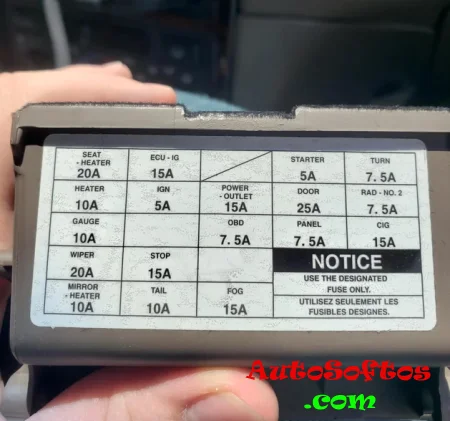 SEAT
- HEATER
20A
ECU - IG
15A
STARTER
5A
TURN
7. 5A
HEATER
10A
IGN
5A
POWER
- OUTLET
15A
DOOR
25A
RAD - NO. 2
7. 5A
GAUGE
10A
OBD
7. 5A
PANEL
7. 5A
CIG
15A
WIPER
20A
STOP
15A
NOTICE
USE THE DESIGNATED
FUSE ONLY.
MIRROR
- HEATER
10A
TAIL
10A
FOG
15A
UTILISEZ SEULEMENT LES
FUSIBLES DESIGNES.
AutoSoftos
.com